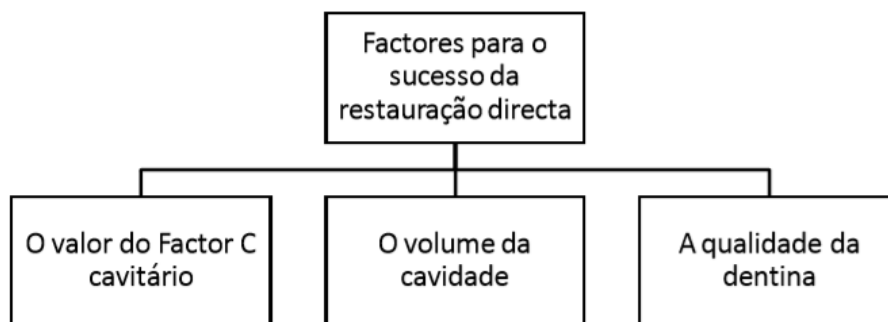 Factores para o
sucesso da
restauração directa
O valor do Factor C
cavitário
O volume da
cavidade
A qualidade da
dentina